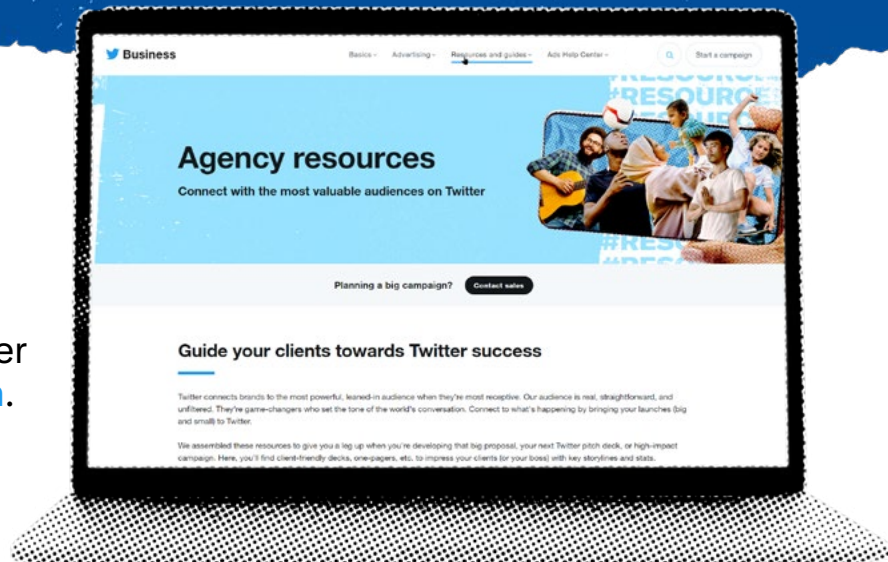 Business
Basics
Advertising
Resources and guides
Ads Help Center
Start a campaign
#RESOURCE
Agency resources
Connect with the most valuable audiences on Twitter
Planning a big campaign?
Contact sales
er
.
Guide your clients towards Twitter success
Twitter connects brands to the most powerful, leaned-in audience when they're most receptive. Our audience is real, straightforward, and
unfiltered. They're game-changers who set the tone of the world's conversation. Connect to what's happening by bringing your launches (big
and small) to Twitter.
We assembled these resources to give you a leg up when you're developing that big proposal, your next Twitter pitch deck, or high-impact
campaign. Here, you'll find client-friendly decks, one-pagers, etc. to impress your clients (or your boss) with key storylines and stats.